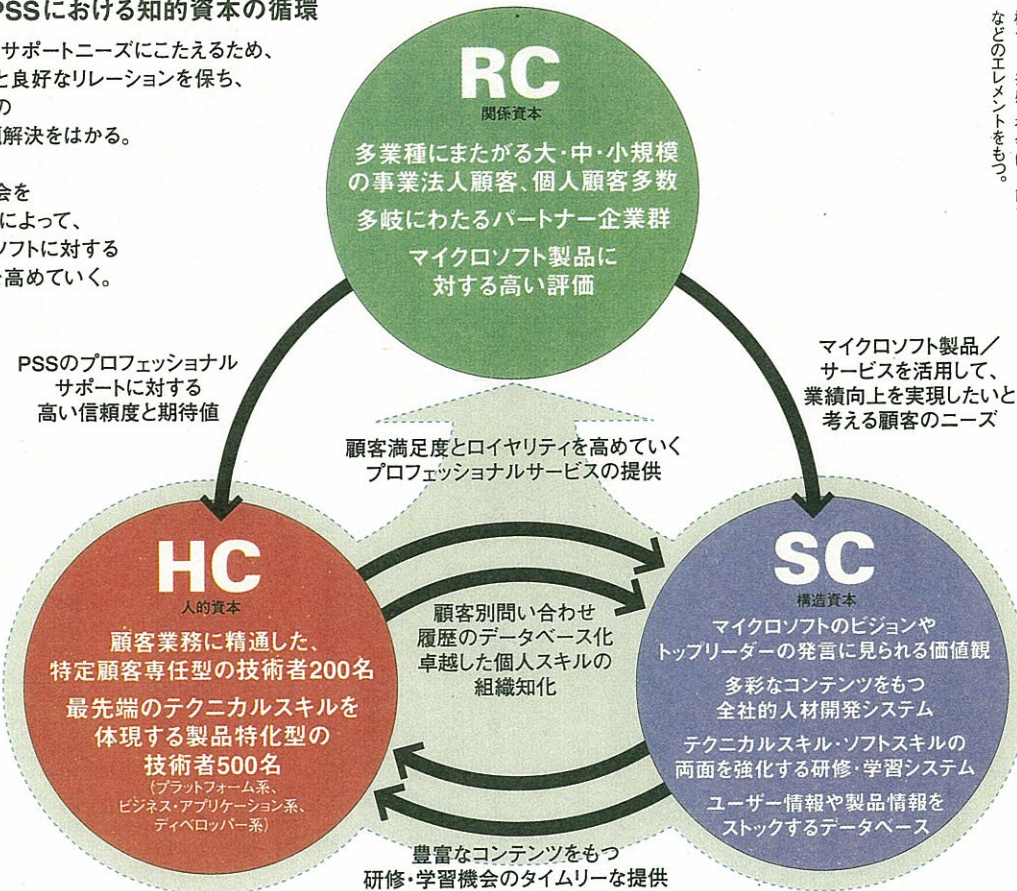 PSSにおける知的資本の循環
サポートニーズにこたえるため、
と良好なリレーションを保ち、
の
解決をはかる。
会を
によって、
ソフトに対する
高めていく。
などのエレメントをもつ。
RC
関係資本
多業種にまたがる大・中・小規模
の事業法人顧客、個人顧客多数
多岐にわたるパートナー企業群
マイクロソフト製品に
対する高い評価
PSSのプロフェッショナル
サポートに対する
高い信頼度と期待値
マイクロソフト製品／
サービスを活用して、
業績向上を実現したいと
考える顧客のニーズ
顧客満足度とロイヤリティを高めていく
プロフェッショナルサービスの提供
HC
人的資本
顧客業務に精通した、
特定顧客専任型の技術者200名
最先端のテクニカルスキルを
体現する製品特化型の
技術者500名
(プラットフォーム系、
ビジネス・アプリケーション系、
ディベロッパー系)
顧客別問い合わせ
履歴のデータベース化
卓越した個人スキルの
組織知化
SC
構造資本
マイクロソフトのビジョンや
トップリーダーの発言に見られる価値観
多彩なコンテンツをもつ
全社的人材開発システム
テクニカルスキル・ソフトスキルの
両面を強化する研修・学習システム
ユーザー情報や製品情報を
ストックするデータベース
豊富なコンテンツをもつ
研修・学習機会のタイムリーな提供